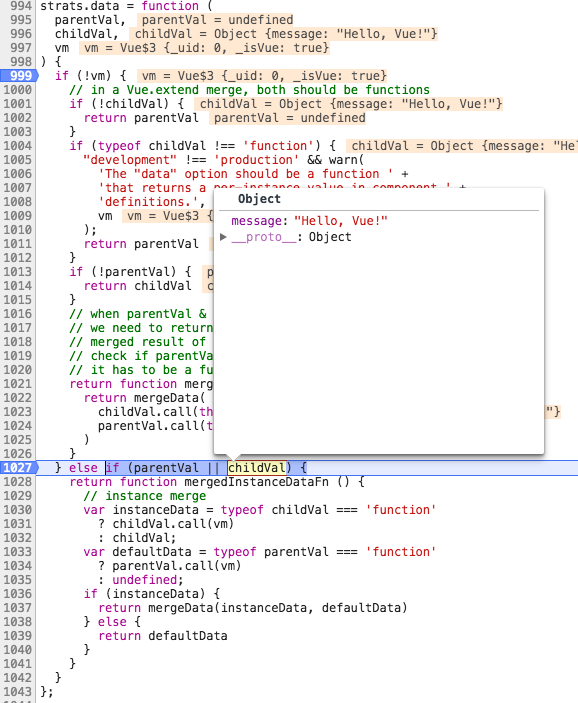 994 strats.data = function (
995 parentVal, parentVal = undefined
996 childVal, childVal = Object {message: "Hello, Vue!"}
997 vm vm = Vue$3 {_uid: 0, _isVue: true}
998 ) {
999 if (!vm) { vm = Vue$3 {_uid: 0, _isVue: true}
1000 // in a Vue.extend merge, both should be functions
1001 if (!childVal) { childVal = Object {message: "Hello, Vue!"}
1002 return parentVal parentVal = undefined
1003 }
1004 if (typeof childVal !== 'function') { childVal = Object {message: "He
1005 "development" !== 'production' && warn(
1006 'The "data" option should be a function ' +
1007 'that returns a per-instance value in component ' +
1008 'definitions.',
1009 vm vm = Vue$3 {
1010 );
1011 return parentVal
1012 }
1013 if (!parentVal) { p
1014 return childVal c
1015 }
1016 // when parentVal &
1017 // we need to return
1018 // merged result of
1019 // check if parentVa
1020 // it has to be a fu
1021 return function merg
1022 return mergeData(
1023 childVal.call(th "}
1024 parentVal.call(t
1025 )
1026 }
Object
message: "Hello, Vue!"
__proto__: Object
1027 } else if (parentVal || childVal) {
1028 return function mergedInstanceDataFn () {
1029 // instance merge
1030 var instanceData = typeof childVal === 'function'
1031 ? childVal.call(vm)
1032 : childVal;
1033 var defaultData = typeof parentVal === 'function'
1034 ? parentVal.call(vm)
1035 : undefined;
1036 if (instanceData) {
1037 return mergeData(instanceData, defaultData)
1038 } else {
1039 return defaultData
1040 }
1041 }
1042 }
1043 };